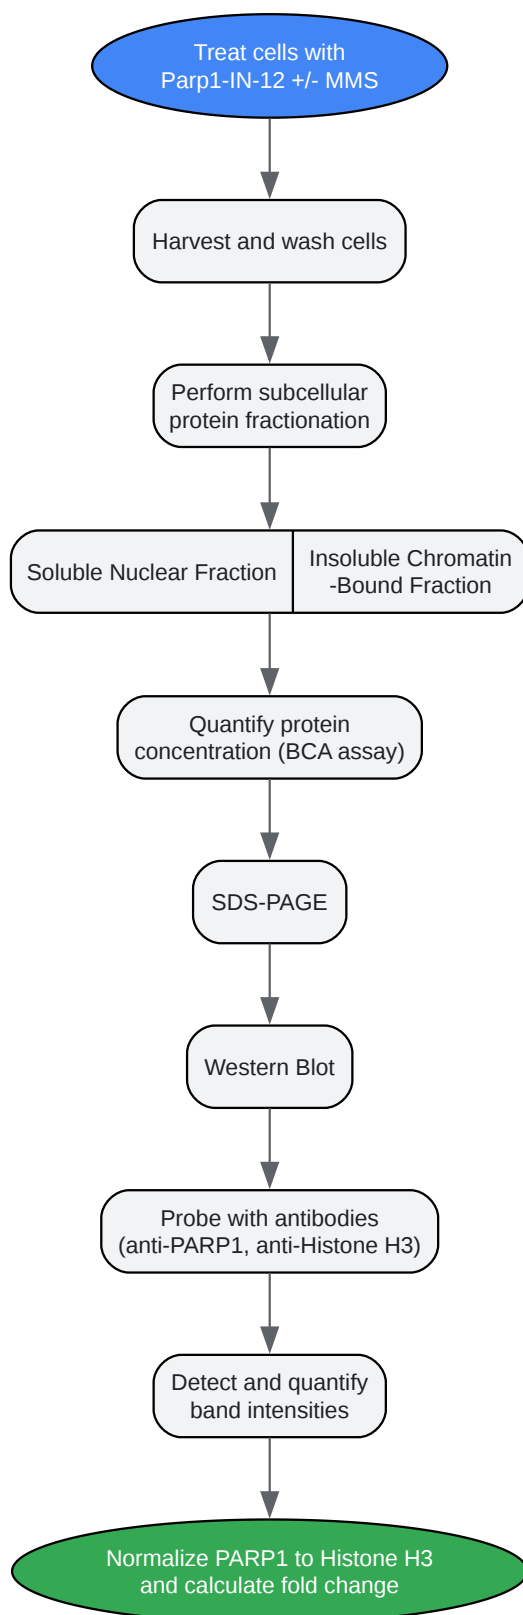 Treat cells with
Parp1-IN-12 +/- MMS
Harvest and wash cells
Perform subcellular
protein fractionation
Soluble Nuclear Fraction
Insoluble Chromatin
-Bound Fraction
Quantify protein
concentration (BCA assay)
SDS-PAGE
Western Blot
Probe with antibodies
(anti-PARP1, anti-Histone H3)
Detect and quantify
band intensities
Normalize PARP1 to Histone H3
and calculate fold change